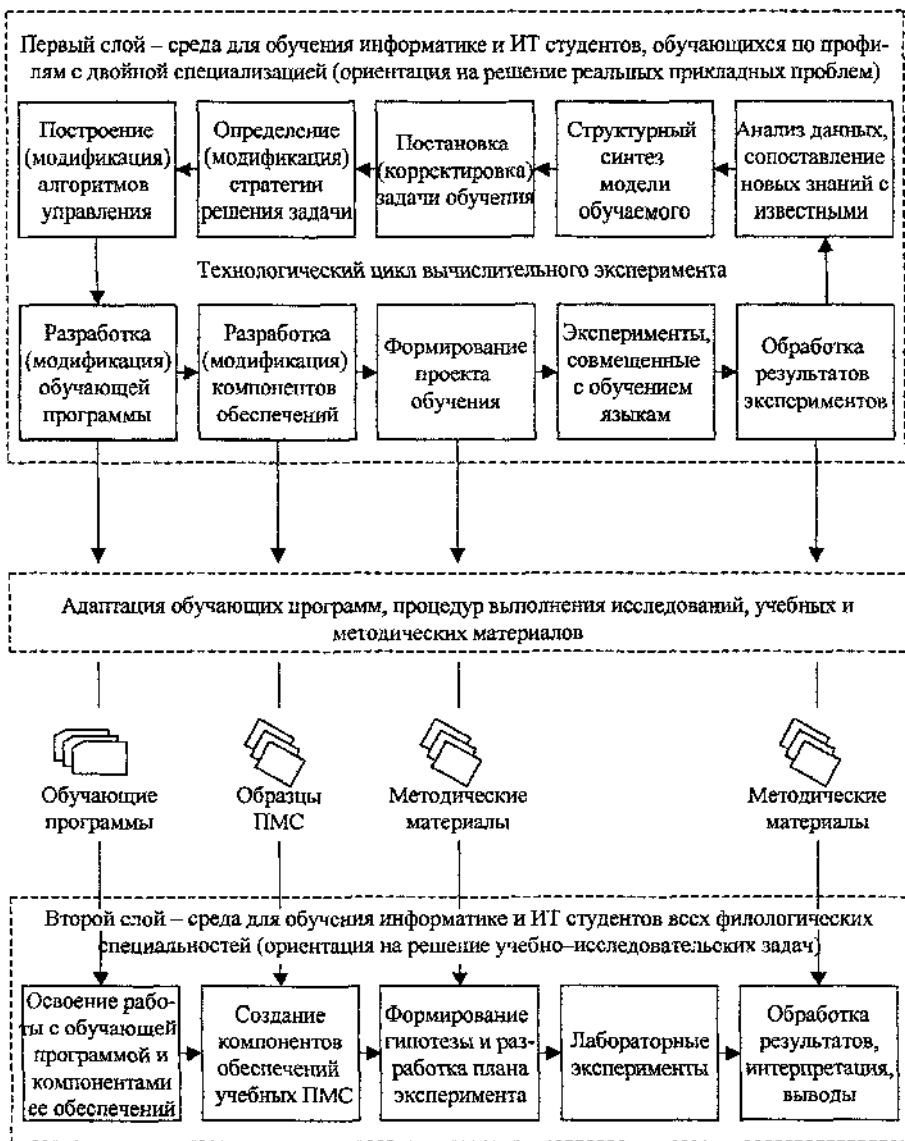 Первый слой – среда для обучения информатике и ИТ студентов, обучающихся по профи-
лям с двойной специализацией (ориентация на решение реальных прикладных проблем)
Построение
(модификация)
алгоритмов
управления
Определение
(модификация)
стратегии
решения задачи
Постановка
(корректировка)
задачи обучения
Структурный
синтез
модели
обучаемого
Анализ данных,
сопоставление
новых знаний с
известными
Технологический цикл вычислительного эксперимента
Разработка
(модификация)
обучающей
программы
Разработка
(модификация)
компонентов
обеспечений
Формирование
проекта
обучения
Эксперименты,
совмещенные
с обучением
языкам
Обработка
результатов
экспериментов
Адаптация обучающих программ, процедур выполнения исследований, учебных и
методических материалов
Обучающие
программы
Образцы
ПМС
Методические
материалы
Методические
материалы
Второй слой – среда для обучения информатике и ИТ студентов всех филологических
специальностей (ориентация на решение учебно–исследовательских задач)
Освоение рабо-
ты с обучающей
программой и
компонентами
ее обеспечений
Создание
компонентов
обеспечений
учебных ПМС
Формирование
гипотезы и раз-
работка плана
эксперимента
Лабораторные
эксперименты
Обработка
результатов,
интерпретация,
выводы